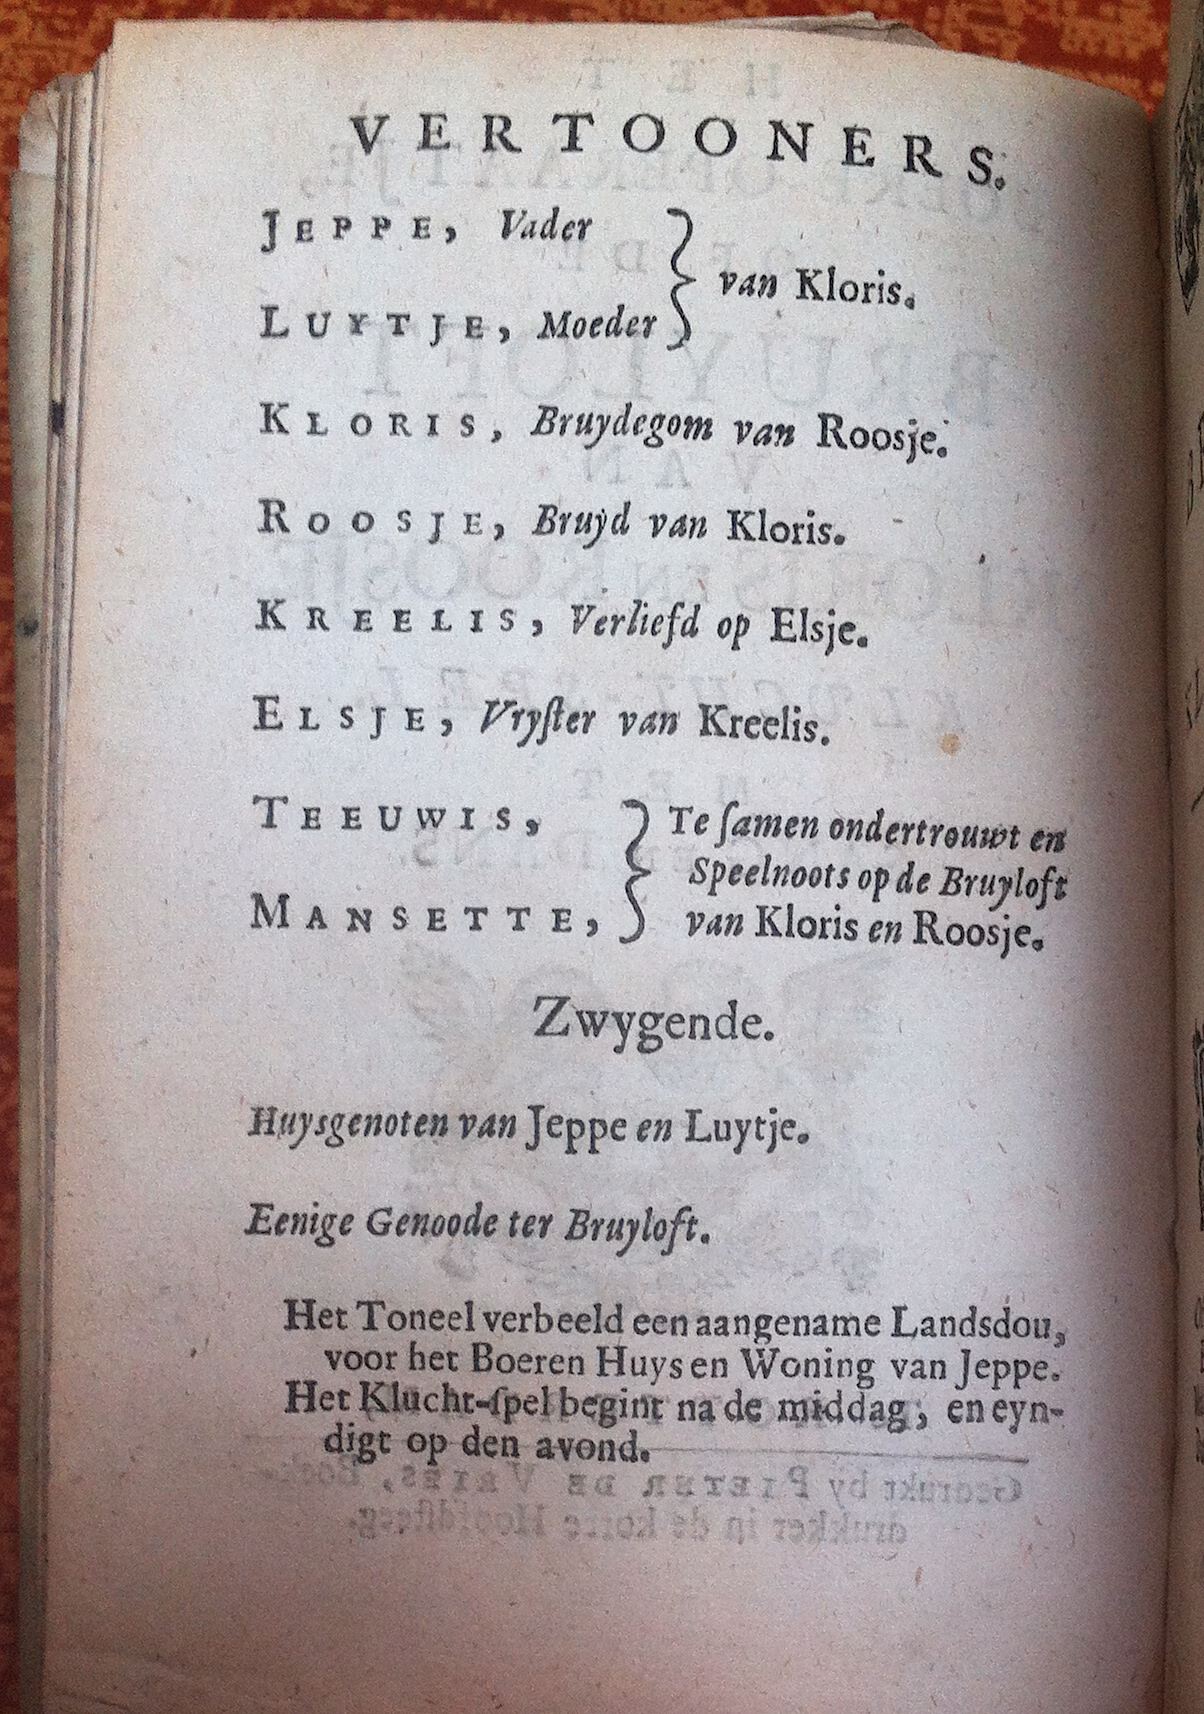 VERTOONERS.
JEPPE, Vader
van Kloris.
LUYTJE, Moeder
KLORIS, Bruydegom van Roosje.
ROOSJE, Bruyd van Kloris.
KREELIS, Verliefd op Elsje.
ELSJE, Vryſter van Kreelis.
TEEUWIS,
MANSETTE,
Te ſamen ondertrouwt en
Speelnoots op de Bruyloft
van Kloris en Roosje.
Zwygende.
Huysgenoten van Jeppe en Luytje.
Eenige Genoode ter Bruyloft.
Het Toneel verbeeld een aangename Landsdou,
voor het Boeren Huys en Woning van Jeppe.
Het Klucht-ſpel begint na de middag, en eyn-
digt op den avond.